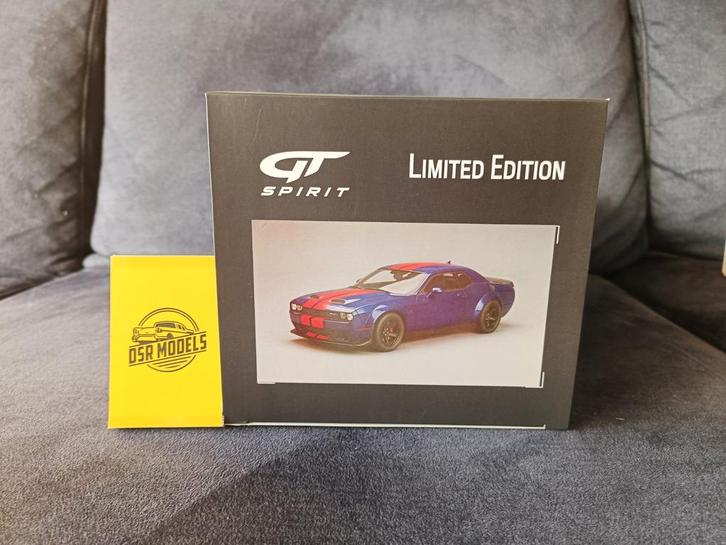 GT
SPIRIT
LIMITED EDITION
DSR MODELS